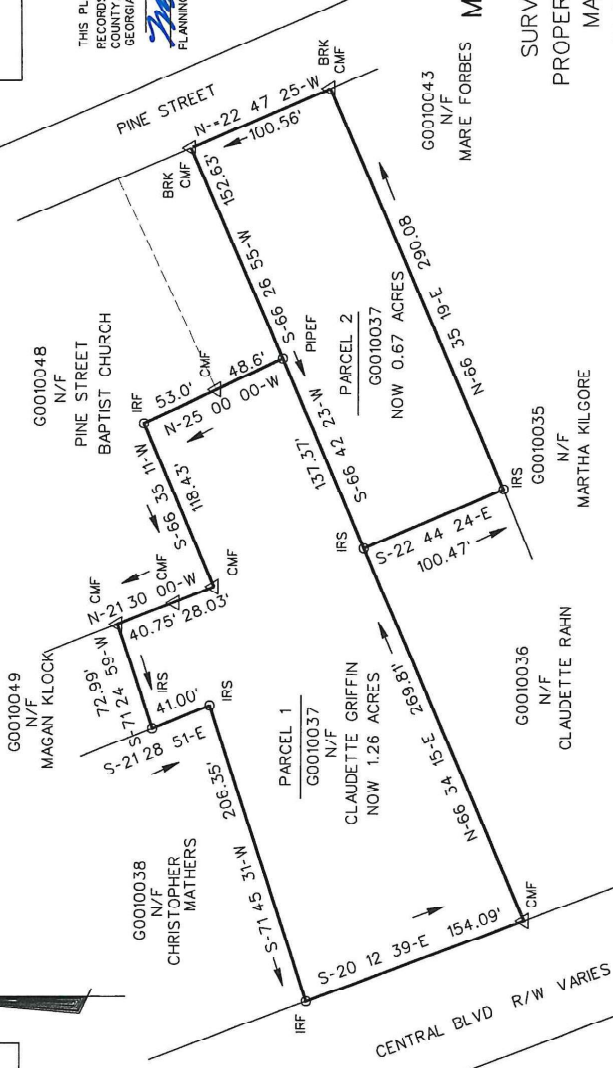 THIS PL
RECORDS
COUNTY,
GEORGIA
PLANNING
M
SURV
PROPER
MA
PINE STREET
G0010048
N/F
PINE STREET
BAPTIST CHURCH
BRK
CMF
N-22 47 25-W
100.56'
BRK
CMF
G0010043
N/F
MARIE FORBES
152.63'
S-66 26 55-W
PIPEF
IRF
53.0'
CMF
48.6'
N-25 00 00-W
S-66 35 11-W
118.43'
PARCEL 2
G0010037
NOW 0.67 ACRES
137.37'
S-66 42 23-W
N-66 35 19-E 290.08
IRS
S-22 44 24-E
100.47'
IRS
G0010035
N/F
MARTHA KILGORE
G0010049
N/F
MAGAN KLOCK
CMF
N-21 30 00-W
CMF
40.75' 28.03'
CMF
72.99'
S-71 24 59-W
IRS
41.00'
IRS
S-21 28 51-E
G0010038
N/F
CHRISTOPHER
MATHERS
206.35'
S-71 45 31-W
PARCEL 1
G0010037
N/F
CLAUDETTE GRIFFIN
NOW 1.26 ACRES
N-66 34 15-E 269.81'
G0010036
N/F
CLAUDETTE RAHN
IRF
S-20 12 39-E 154.09'
CMF
CENTRAL BLVD R/W VARIES